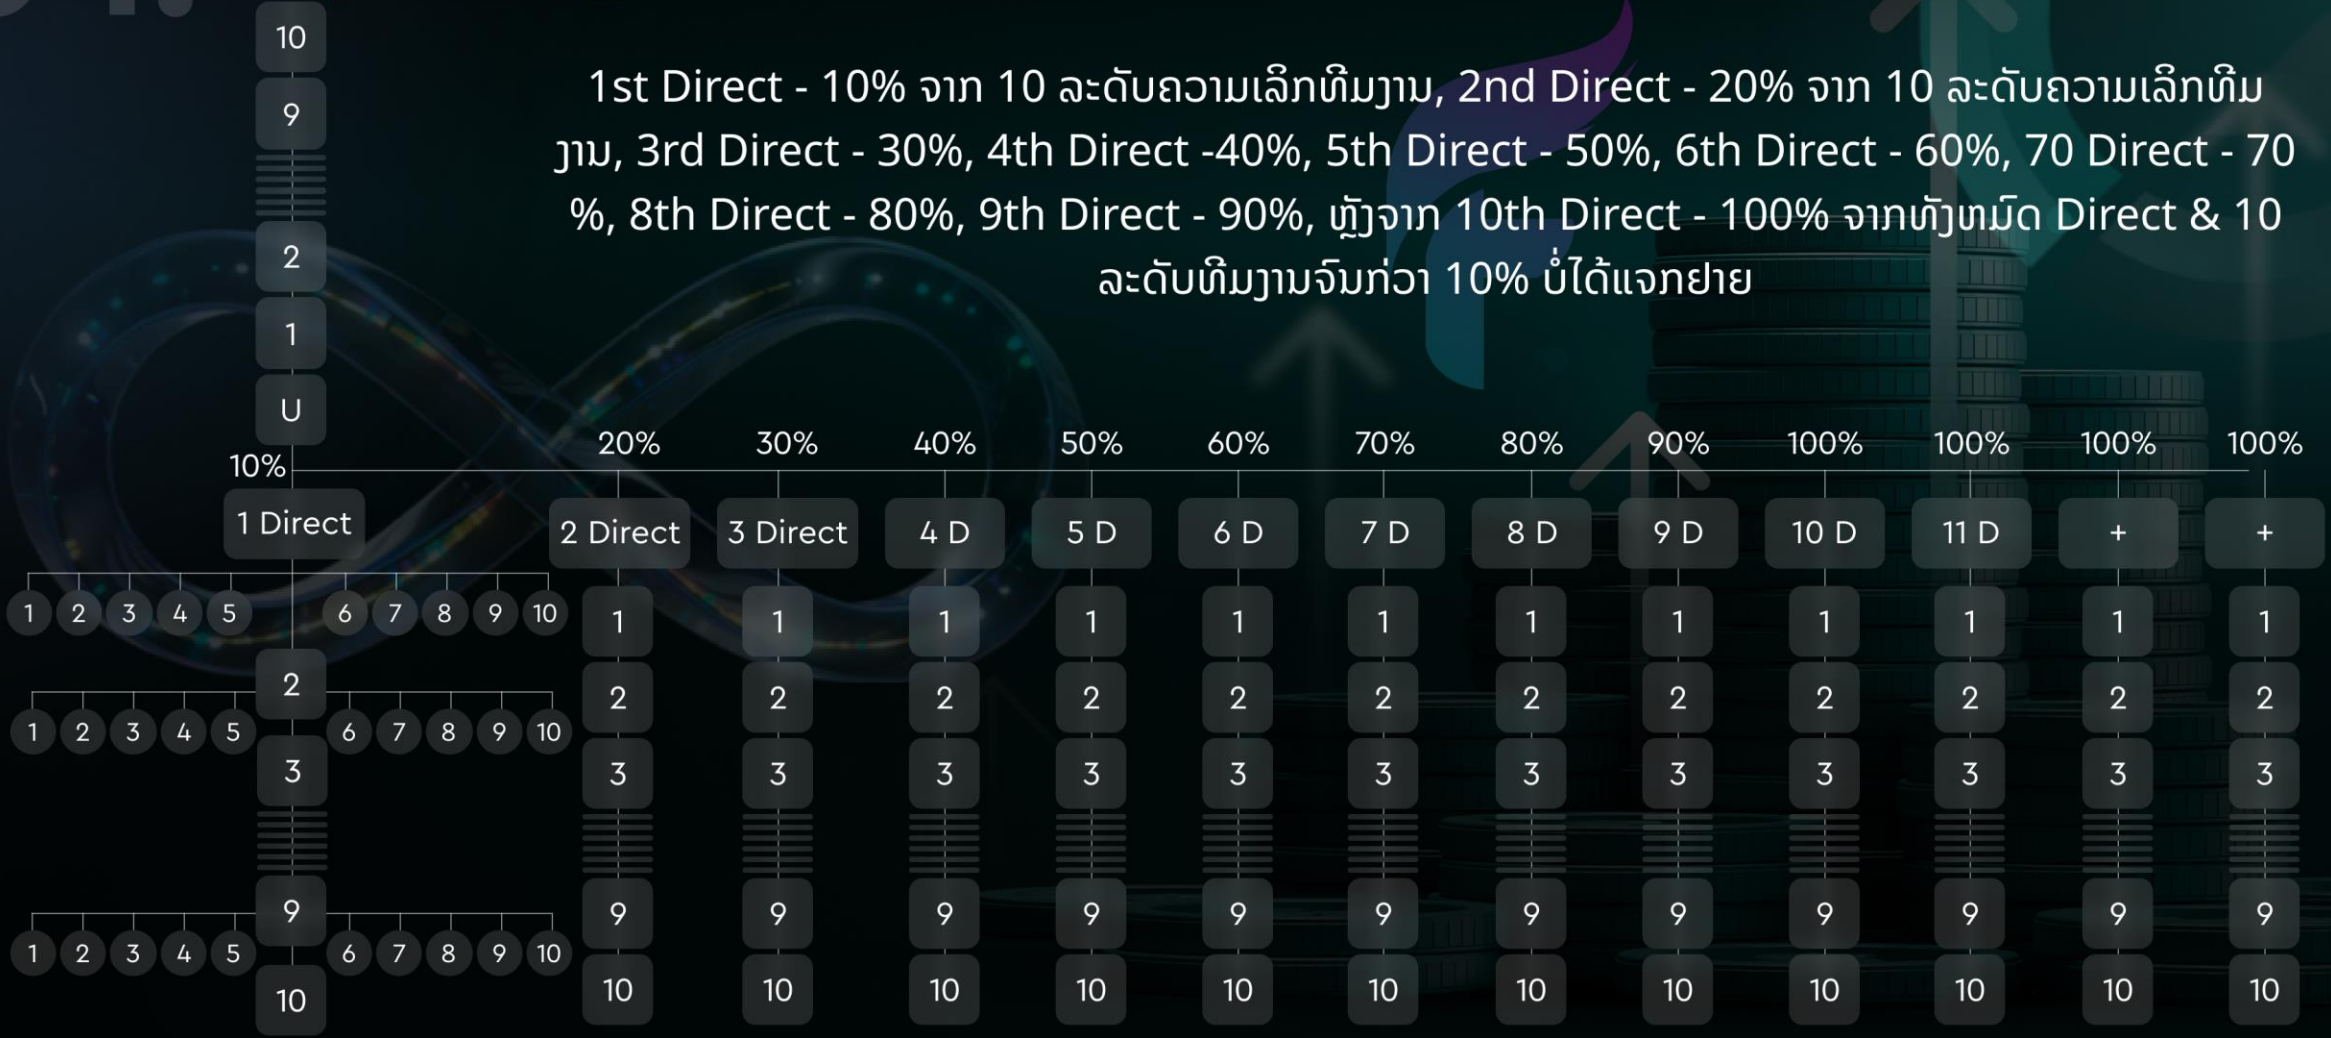 10
9
2
1
U
1st Direct - 10% ຈາກ 10 ລະດັບຄວາມເລິກທີມງານ, 2nd Direct - 20% ຈາກ 10 ລະດັບຄວາມເລິກທີມ
ງານ, 3rd Direct - 30%, 4th Direct -40%, 5th Direct - 50%, 6th Direct - 60%, 70 Direct - 70
%, 8th Direct - 80%, 9th Direct - 90%, ຫຼັງຈາກ 10th Direct - 100% ຈາກທັງຫມົດ Direct & 10
ລະດັບທີມງານຈົນກ່ວາ 10% ບໍ່ໄດ້ແຈກຢາຍ
10% 20% 30% 40% 50% 60% 70% 80% 90% 100% 100% 100% 100%
1 Direct 2 Direct 3 Direct 4 D 5 D 6 D 7 D 8 D 9 D 10 D 11 D + +
1 2 3 4 5 6 7 8 9 10 1 1 1 1 1 1 1 1 1 1 1 1
2 2 2 2 2 2 2 2 2 2 2 2 2
1 2 3 4 5 6 7 8 9 10
3 3 3 3 3 3 3 3 3 3 3 3 3
9 9 9 9 9 9 9 9 9 9 9 9 9
1 2 3 4 5 6 7 8 9 10
10 10 10 10 10 10 10 10 10 10 10 10 10